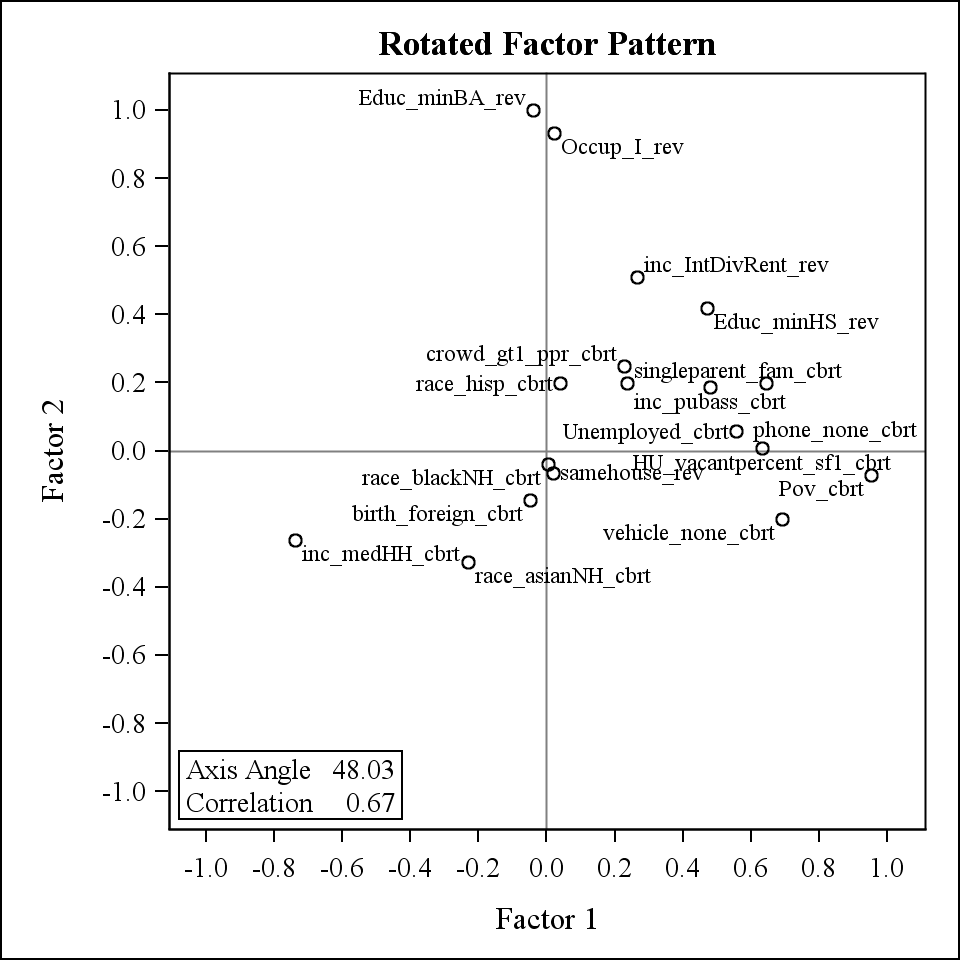 Rotated Factor Pattern
Educ_minBA_rev
Occup_I_rev
inc_IntDivRent_rev
Educ_minHS_rev
crowd_gt1_ppr_cbrt
singleparent_fam_cbrt
race_hisp_cbrt
inc_pubass_cbrt
Unemployed_cbrt
phone_none_cbrt
HU_vacantpercent_sf1_cbrt
samehouse_rev
race_blackNH_cbrt
Pov_cbrt
birth_foreign_cbrt
vehicle_none_cbrt
inc_medHH_cbrt
race_asianNH_cbrt
1.0
0.8
0.6
0.4
0.2
0.0
-0.2
-0.4
-0.6
-0.8
-1.0
Factor 2
Axis Angle 48.03
Correlation 0.67
-1.0 -0.8 -0.6 -0.4 -0.2 0.0 0.2 0.4 0.6 0.8 1.0
Factor 1